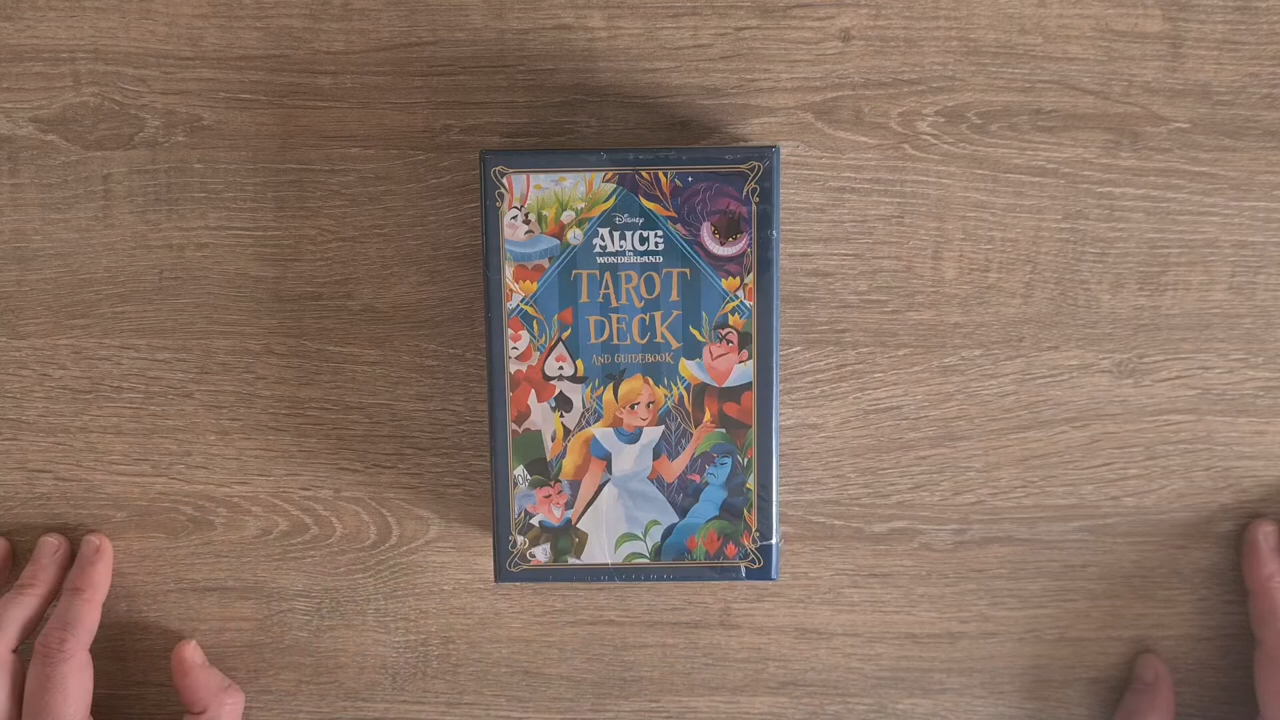 Disney
ALICE
in
WONDERLAND
TAROT
DECK
AND GUIDEBOOK